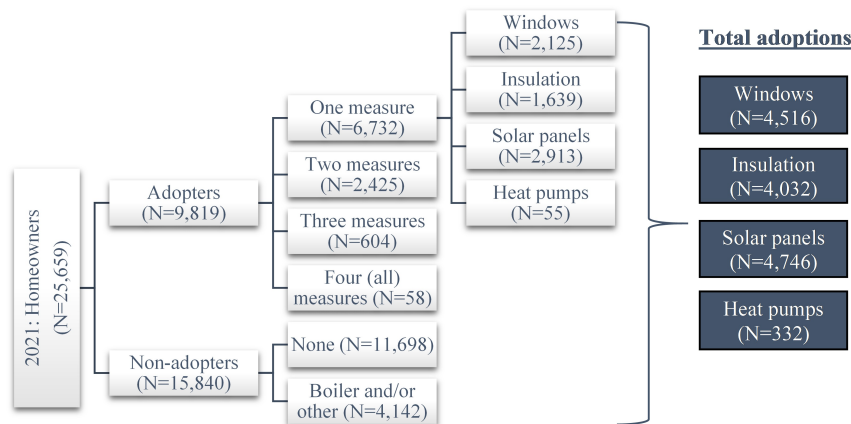 2021: Homeowners
(N=25,659)
Adopters
(N=9,819)
Non-adopters
(N=15,840)
One measure
(N=6,732)
Two measures
(N=2,425)
Three measures
(N=604)
Four (all)
measures (N=58)
None (N=11,698)
Boiler and/or
other (N=4,142)
Windows
(N=2,125)
Insulation
(N=1,639)
Solar panels
(N=2,913)
Heat pumps
(N=55)
Total adoptions
Windows
(N=4,516)
Insulation
(N=4,032)
Solar panels
(N=4,746)
Heat pumps
(N=332)